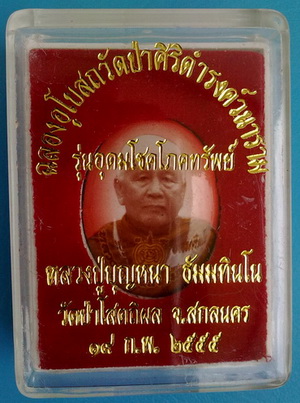 ฉลองอุโบสถวัดป่าศิริดำรงค์วนาราม
รุ่นอุดมโชคโภคทรัพย์
หลวงปู่บุญหนา ธัมมทินโน
วัดป่าโสตถิผล จ.สกลนคร
๑๙ ก.พ. ๒๕๕๕